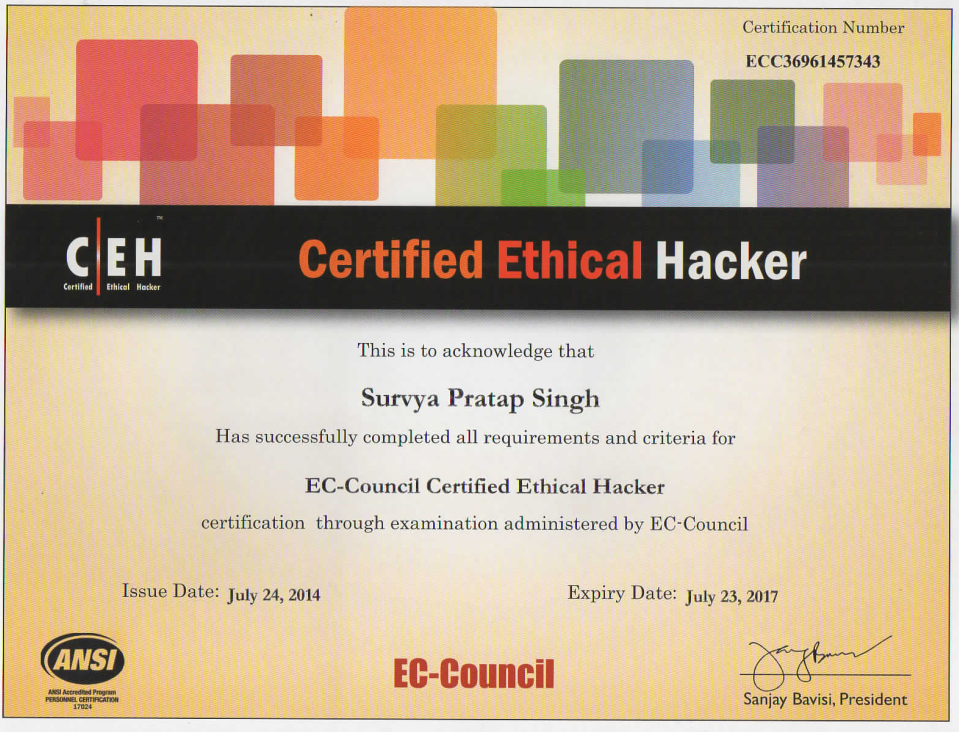 Certification Number
ECC36961457343
CEH ™
Certified Ethical Hacker
Certified Ethical Hacker
This is to acknowledge that
Survya Pratap Singh
Has successfully completed all requirements and criteria for
EC-Council Certified Ethical Hacker
certification through examination administered by EC-Council
Issue Date: July 24, 2014
Expiry Date: July 23, 2017
ANSI
ANSI Accredited Program
PERSONNEL CERTIFICATION
17024
EC-Council
Sanjay Bavisi, President